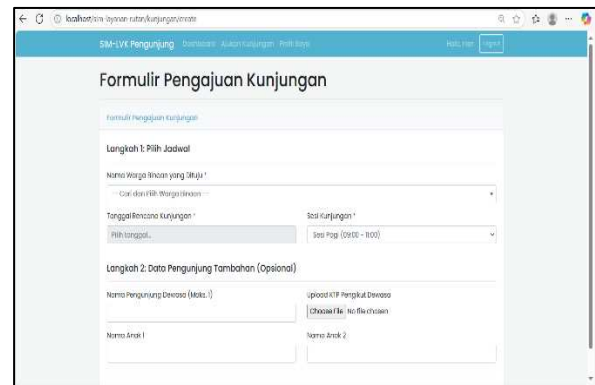 localhost/sim-layanan-rutan/kunjungan/create
SIM-LVK Pengunjung Dashboard Ajukan Kunjungan Profil Saya Logout
Formulir Pengajuan Kunjungan
Formulir Pengajuan Kunjungan
Langkah 1: Pilih Jadwal
Nama Warga Binaan yang Dituju *
-- Cari dan Pilih Warga Binaan --
Tanggal Rencana Kunjungan * Sesi Kunjungan *
Pilih tanggal... Sesi Pagi (09:00 - 11:00)
Langkah 2: Data Pengunjung Tambahan (Opsional)
Nama Pengunjung Dewasa (Maks. 1) Upload KTP Pengikut Dewasa
Choose File No file chosen
Nama Anak 1 Nama Anak 2